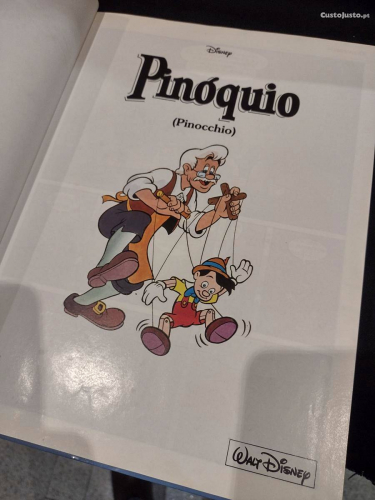 CustoJusto.pt
Disney
Pinóquio
(Pinocchio)
WALT DISNEY